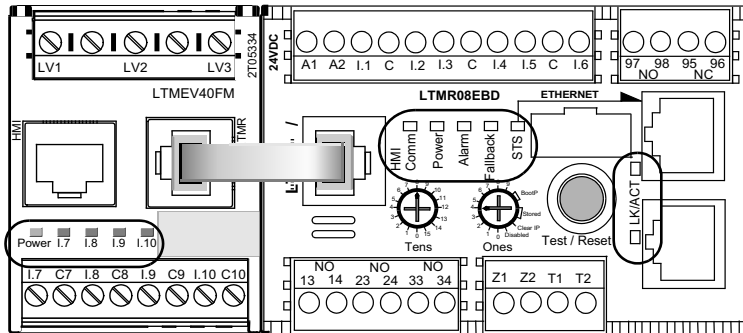 LV1 LV2 LV3
2T05334
24VDC
A1 A2 I.1 C I.2 I.3 C I.4 I.5 C I.6
97 98 95 96
NO NC
LTMEV40FM
LTMR08EBD
ETHERNET
HMI
TMR
HMI Comm
Power
Alarm
Fallback
STS
LK/ACT
BootP
Stored
Clear IP
Disabled
Tens
Ones
Test / Reset
Power I.7 I.8 I.9 I.10
I.7 C7 I.8 C8 I.9 C9 I.10 C10
NO NO NO
13 14 23 24 33 34
Z1 Z2 T1 T2